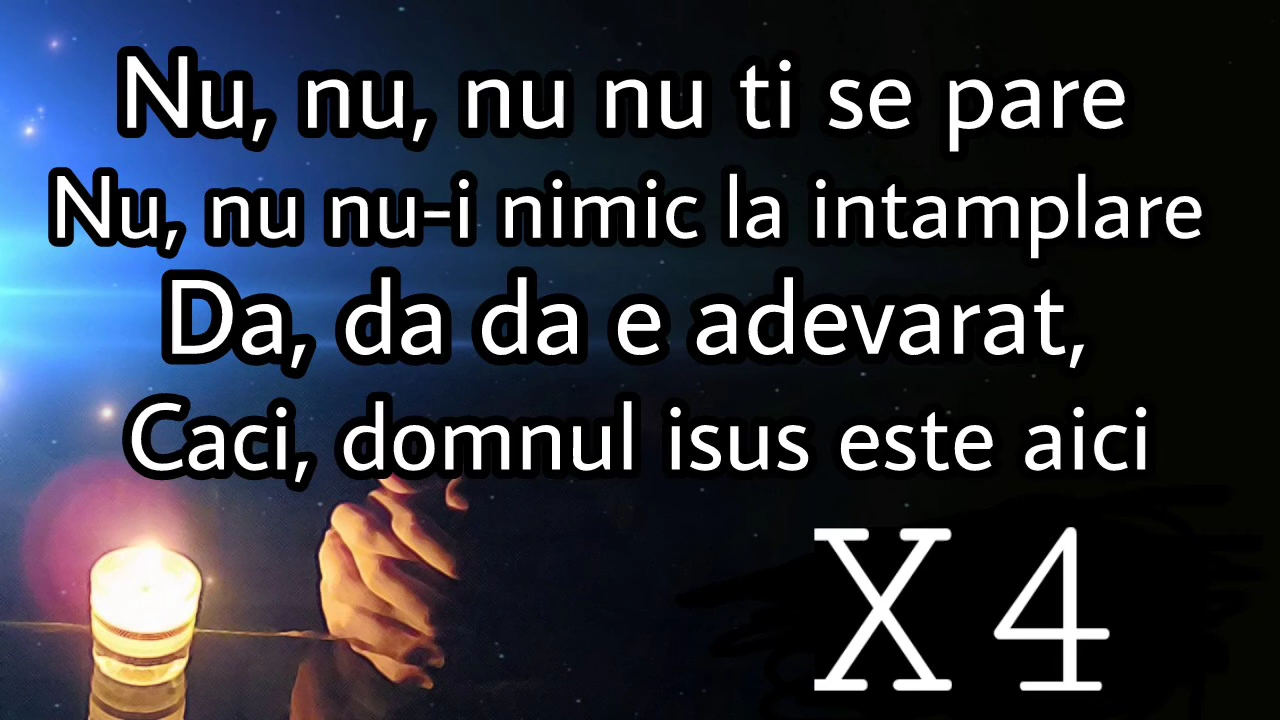 Nu, nu, nu nu ti se pare
Nu, nu nu-i nimic la intamplare
Da, da da e adevarat,
Caci, domnul isus este aici
X 4